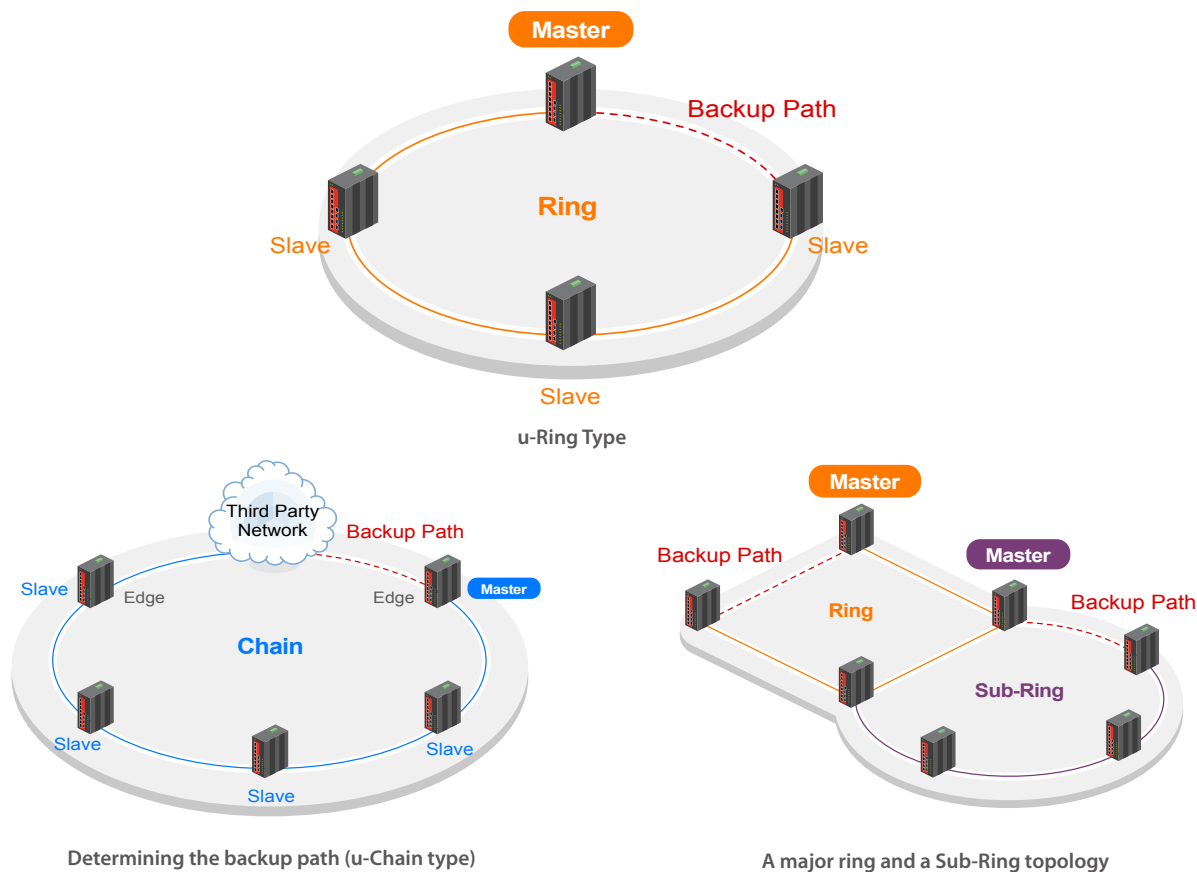 Master
Backup Path
Ring
Slave
Slave
Slave
u-Ring Type
Third Party
Network
Backup Path
Slave
Edge
Edge
Master
Chain
Slave
Slave
Slave
Determining the backup path (u-Chain type)
Master
Backup Path
Master
Backup Path
Ring
Sub-Ring
A major ring and a Sub-Ring topology